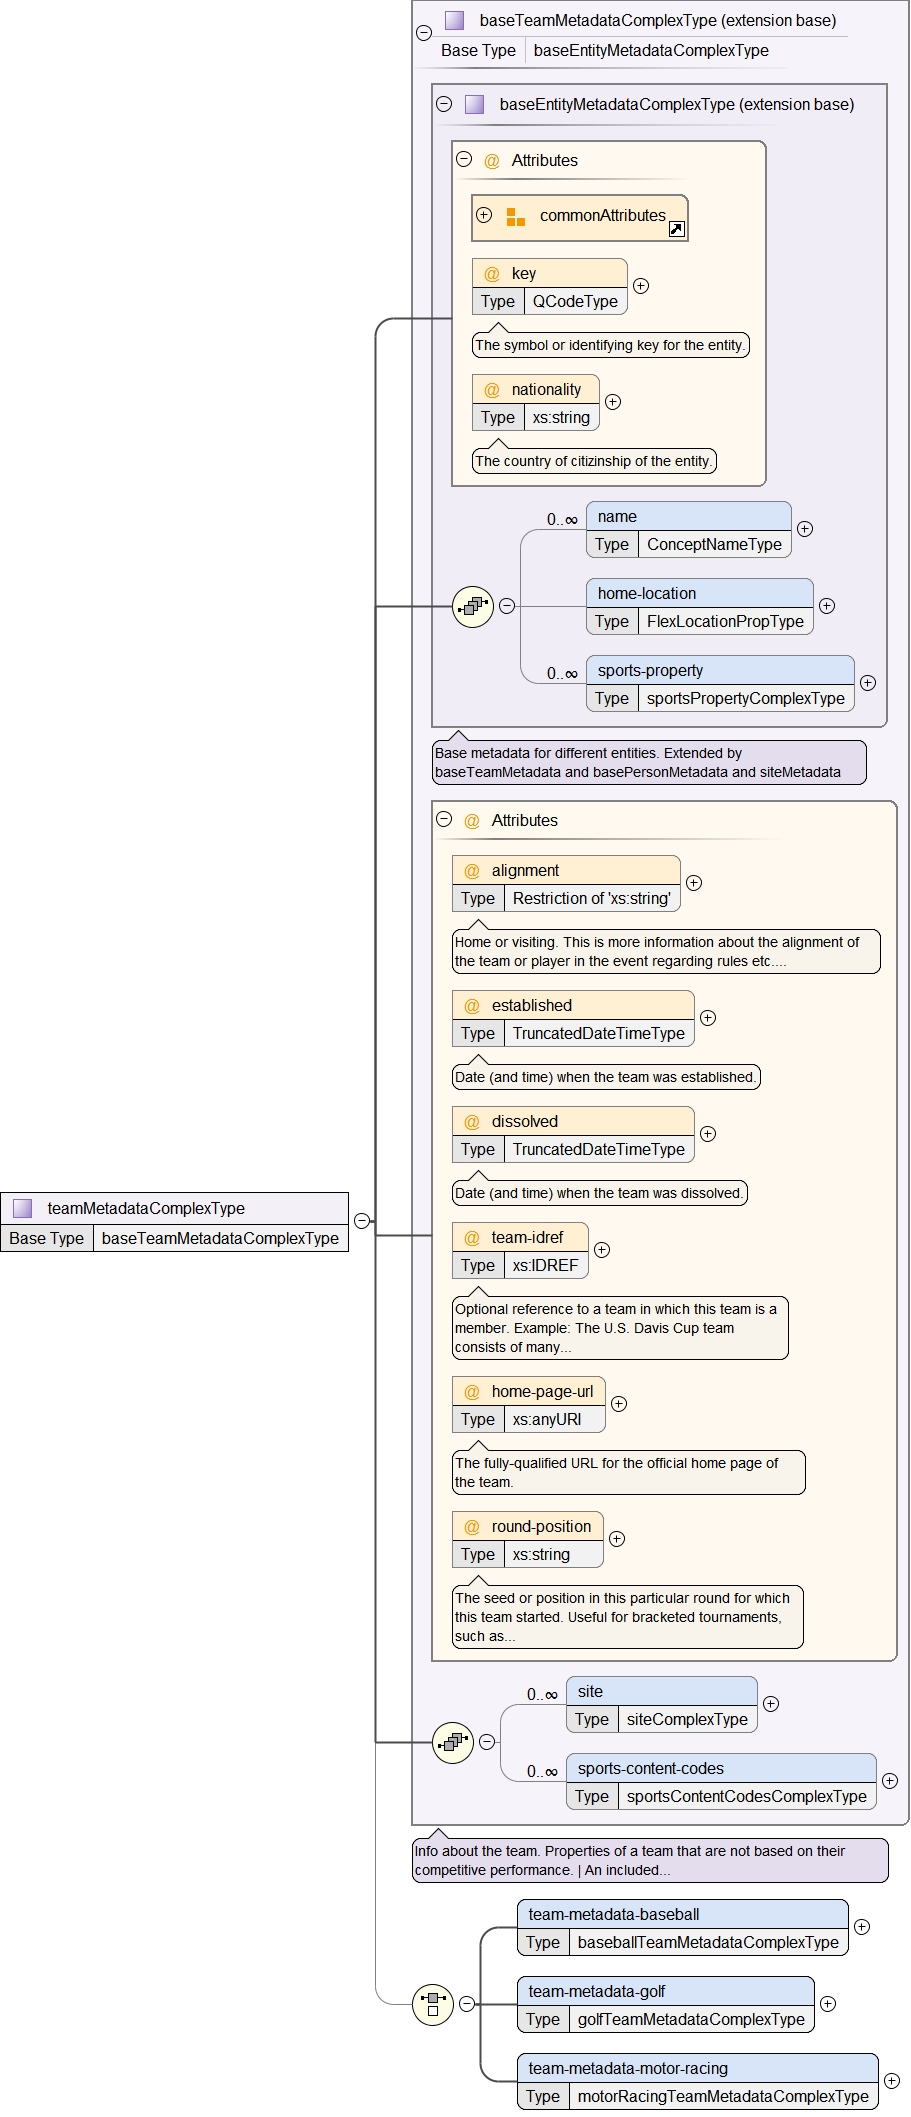 baseTeamMetadataComplexType (extension base)
Base Type baseEntityMetadataComplexType
baseEntityMetadataComplexType (extension base)
@ Attributes
commonAttributes
@ key
Type QCodeType
The symbol or identifying key for the entity.
@ nationality
Type xs:string
The country of citizinship of the entity.
0..∞ name
Type ConceptNameType
home-location
Type FlexLocationPropType
0..∞ sports-property
Type sportsPropertyComplexType
Base metadata for different entities. Extended by
baseTeamMetadata and basePersonMetadata and siteMetadata
@ Attributes
@ alignment
Type Restriction of 'xs:string'
Home or visiting. This is more information about the alignment of
the team or player in the event regarding rules etc....
@ established
Type TruncatedDateTimeType
Date (and time) when the team was established.
@ dissolved
Type TruncatedDateTimeType
Date (and time) when the team was dissolved.
teamMetadataComplexType
Base Type baseTeamMetadataComplexType
@ team-idref
Type xs:IDREF
Optional reference to a team in which this team is a
member. Example: The U.S. Davis Cup team
consists of many...
@ home-page-url
Type xs:anyURI
The fully-qualified URL for the official home page of
the team.
@ round-position
Type xs:string
The seed or position in this particular round for which
this team started. Useful for bracketed tournaments,
such as...
0..∞ site
Type siteComplexType
0..∞ sports-content-codes
Type sportsContentCodesComplexType
Info about the team. Properties of a team that are not based on their
competitive performance. | An included...
team-metadata-baseball
Type baseballTeamMetadataComplexType
team-metadata-golf
Type golfTeamMetadataComplexType
team-metadata-motor-racing
Type motorRacingTeamMetadataComplexType